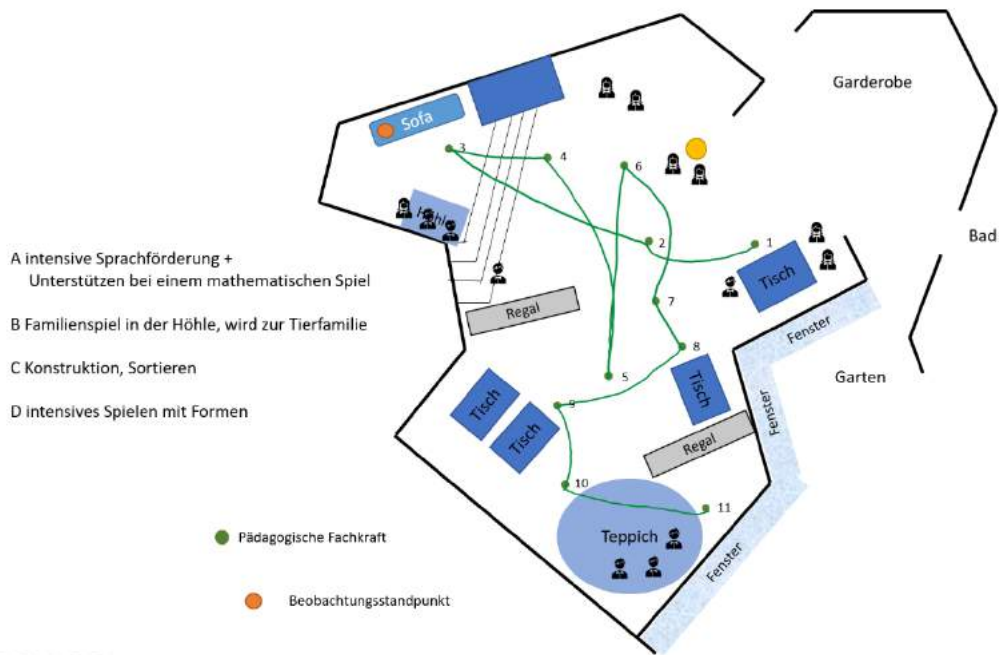 Garderobe
Sofa
3
4
6
Höhle
2
1
Bad
A intensive Sprachförderung +
Unterstützen bei einem mathematischen Spiel
Tisch
7
Regal
Fenster
B Familienspiel in der Höhle, wird zur Tierfamilie
8
C Konstruktion, Sortieren
5
Garten
Tisch
D intensives Spielen mit Formen
Tisch
9
Fenster
Tisch
Regal
10
11
Pädagogische Fachkraft
Teppich
Fenster
Beobachtungsstandpunkt